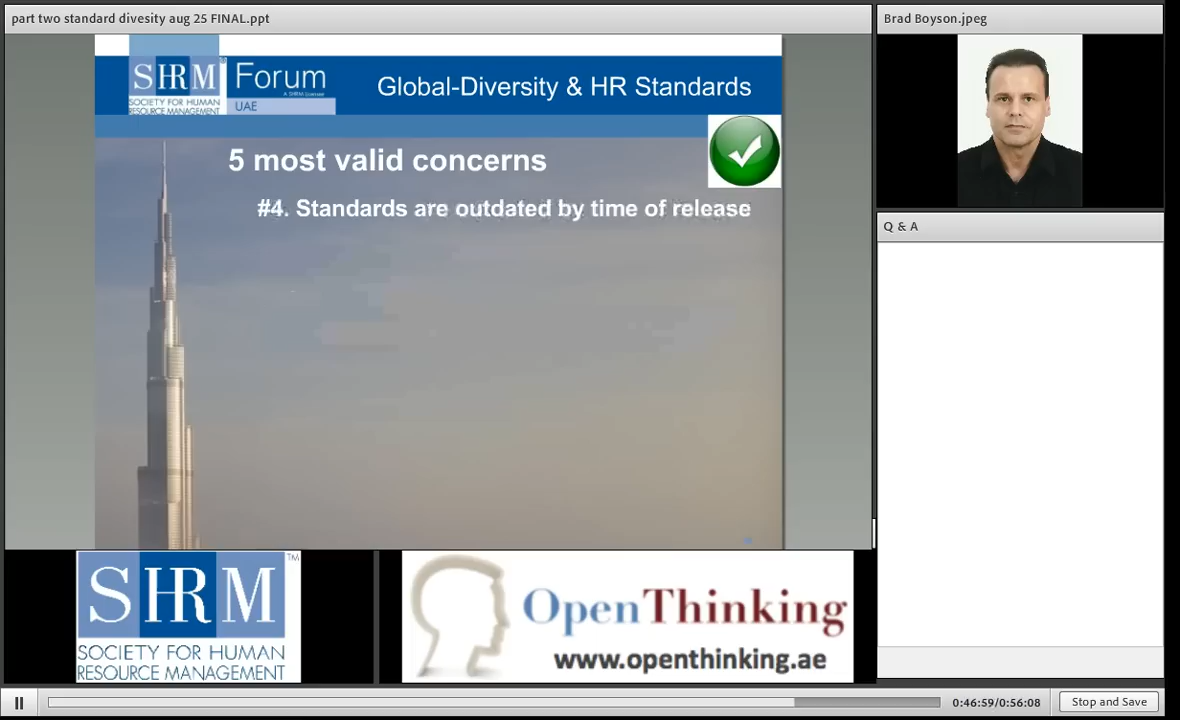 part two standard divesity aug 25 FINAL.ppt
Brad Boyson.jpeg
SHRM
SOCIETY FOR HUMAN
RESOURCE MANAGEMENT
Forum
UAE
Global-Diversity & HR Standards
5 most valid concerns
#4. Standards are outdated by time of release
Q & A
SHRM TM
SOCIETY FOR HUMAN
RESOURCE MANAGEMENT
OpenThinking
www.openthinking.ae
0:46:59/0:56:08
Stop and Save